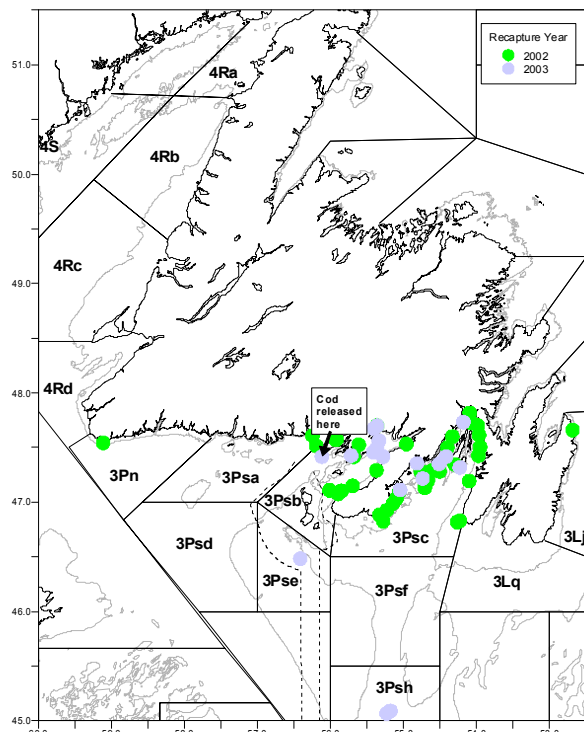 Recapture Year
2002
2003
51.0
50.0
49.0
48.0
47.0
46.0
45.0
4Ra
4S
4Rb
4Rc
4Rd
Cod
released
here
3Pn
3Psa
3Psb
3Psc
3Psd
3Pse
3Psf
3Lq
3Lj
3Psh